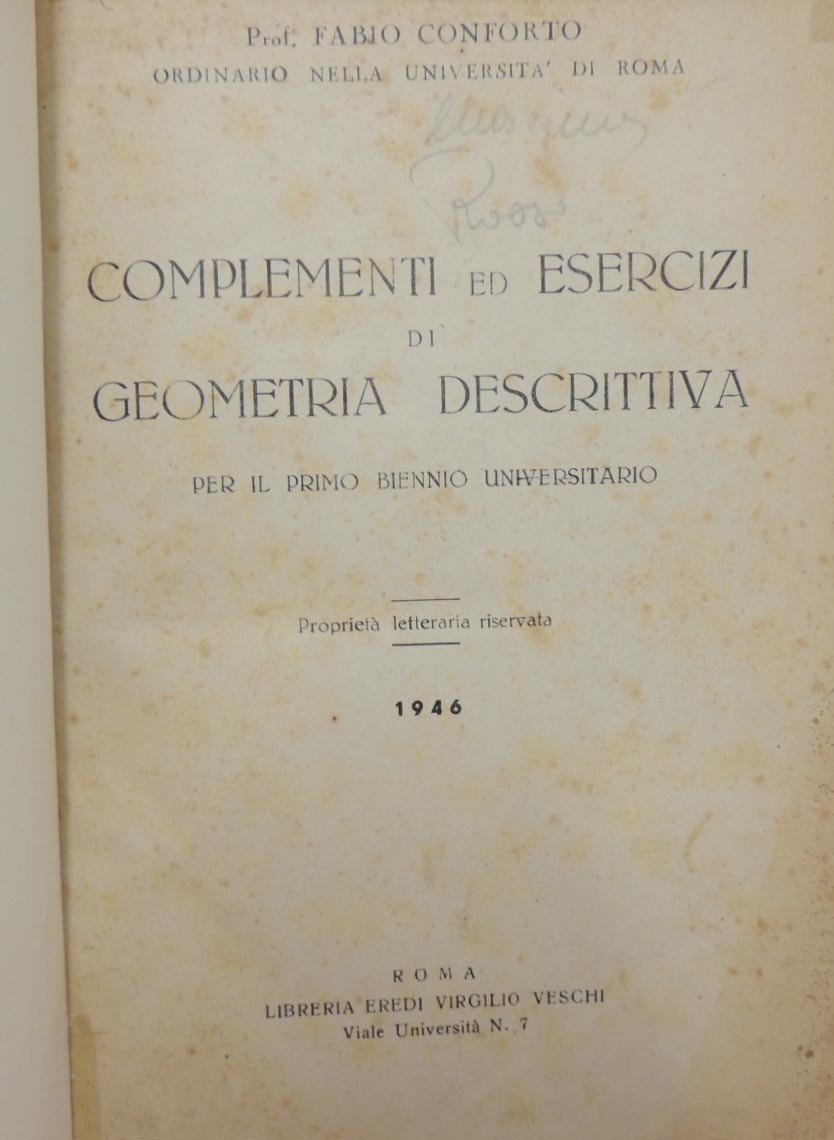 Prof. FABIO CONFORTO
ORDINARIO NELLA UNIVERSITA' DI ROMA
Rossi
COMPLEMENTI ED ESERCIZI
DI
GEOMETRIA DESCRITTIVA
PER IL PRIMO BIENNIO UNIVERSITARIO
Proprietà letteraria riservata
1946
ROMA
LIBRERIA EREDI VIRGILIO VESCHI
Viale Università N. 7